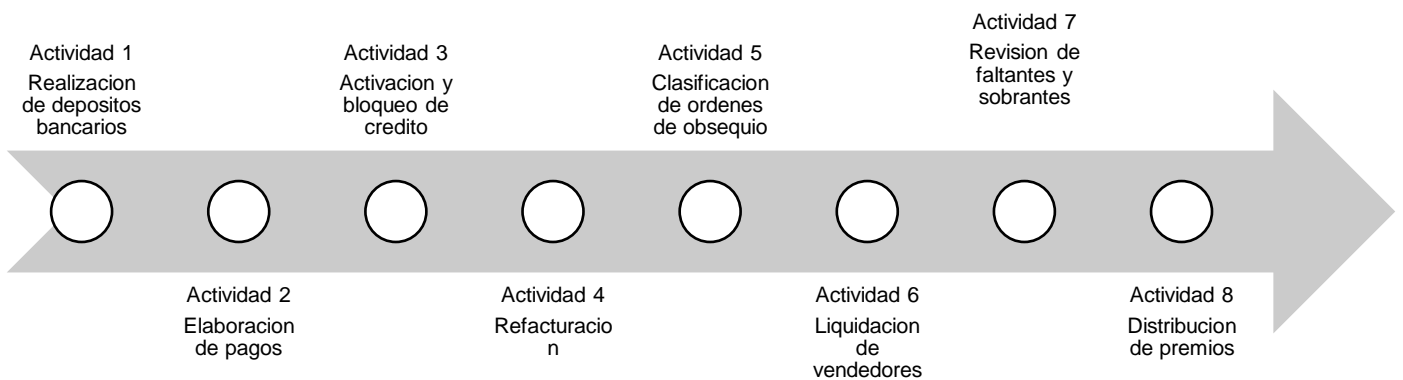 Actividad 1
Realizacion
de depositos
bancarios
Actividad 2
Elaboracion
de pagos
Actividad 3
Activacion y
bloqueo de
credito
Actividad 4
Refacturacio
n
Actividad 5
Clasificacion
de ordenes
de obsequio
Actividad 6
Liquidacion
de
vendedores
Actividad 7
Revision de
faltantes y
sobrantes
Actividad 8
Distribucion
de premios